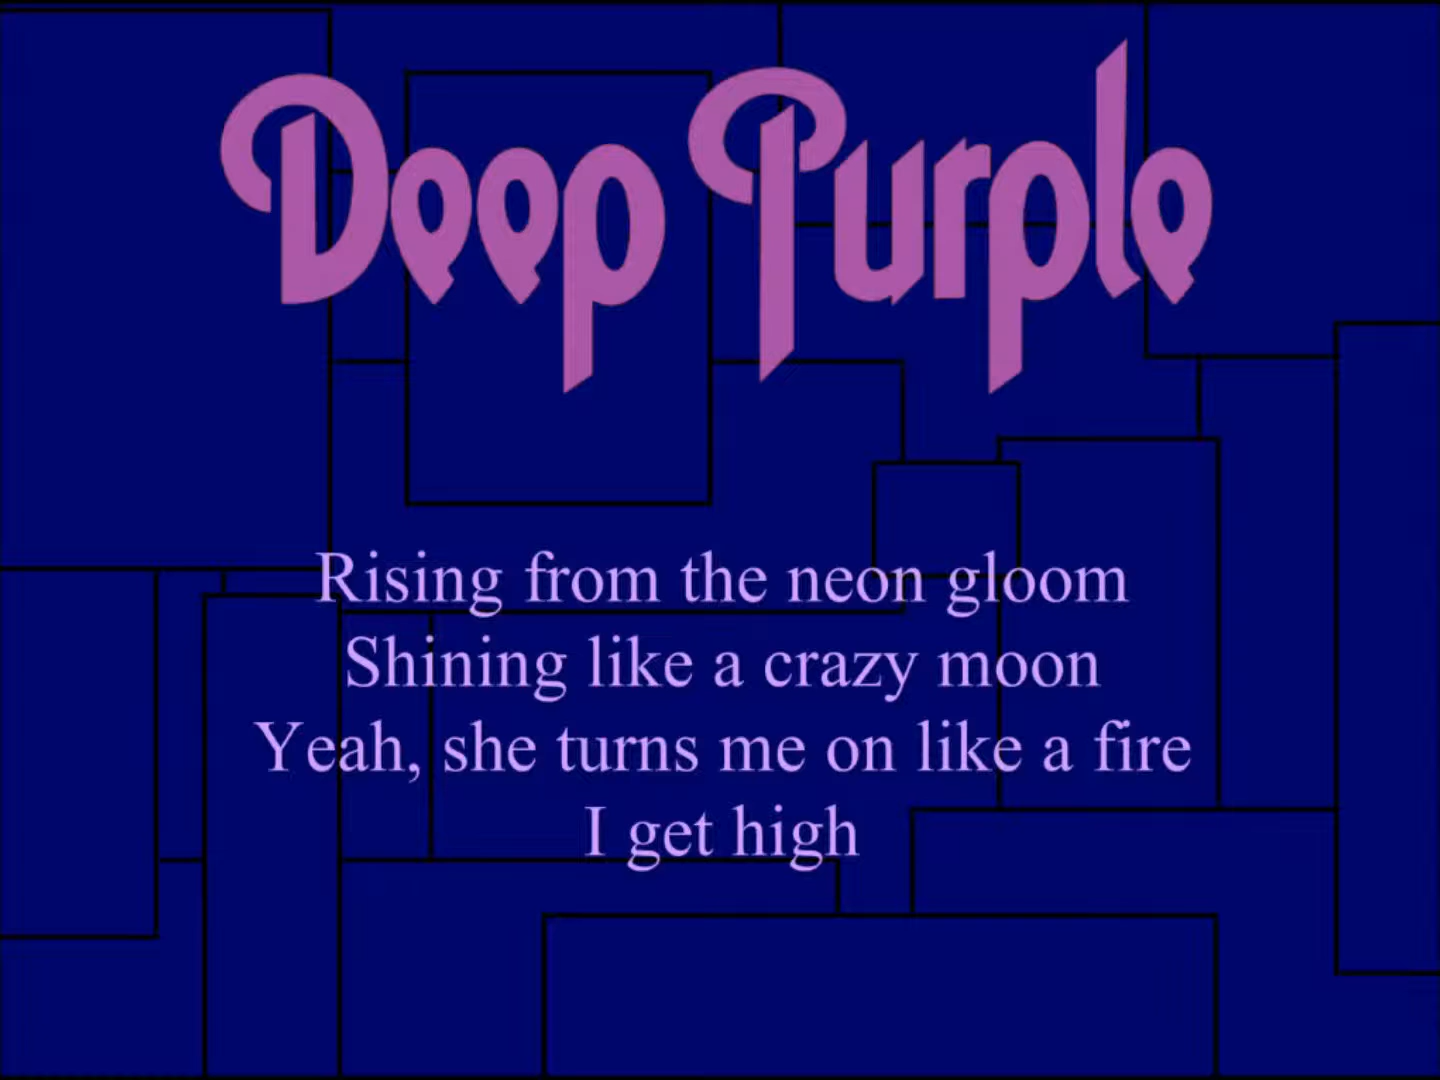 Deep Purple
Rising from the neon gloom
Shining like a crazy moon
Yeah, she turns me on like a fire
I get high